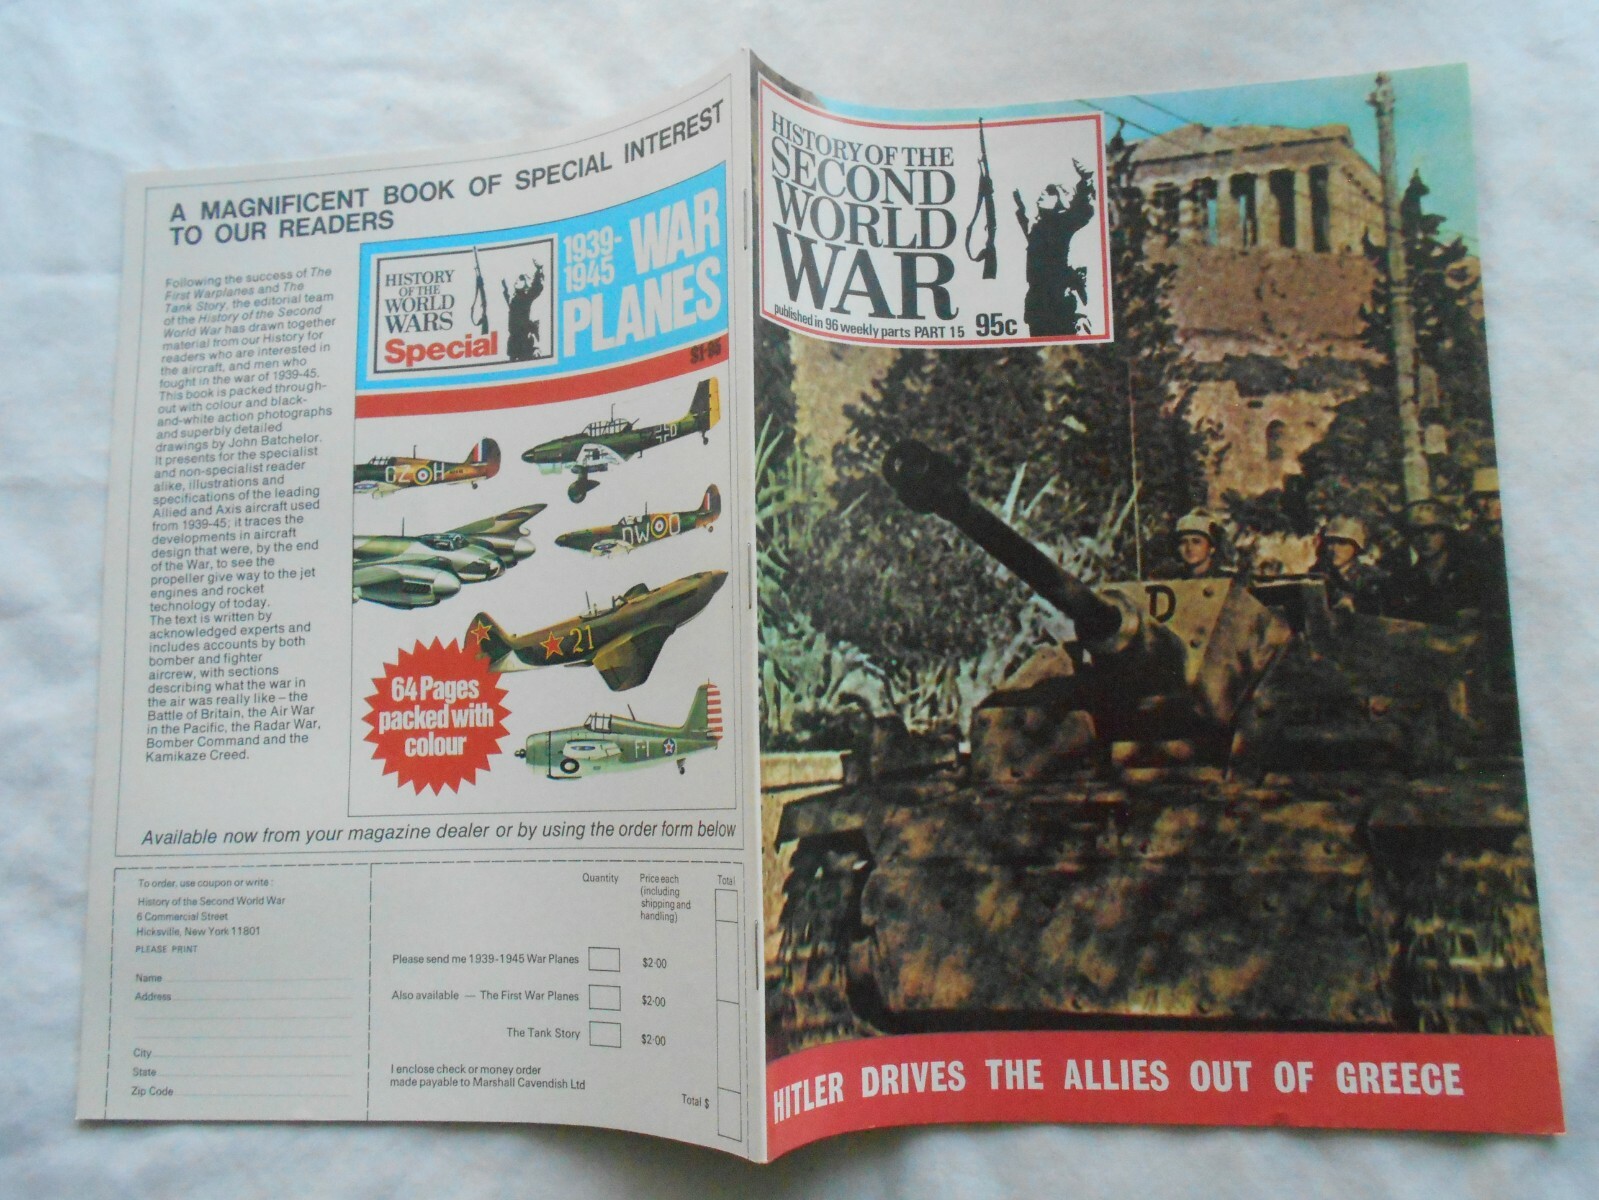 A MAGNIFICENT BOOK OF SPECIAL INTEREST
TO OUR READERS
Following the success of The
First Warplanes and The
Tank Story, the editorial team
of the History of the Second
World War has drawn together
material from our History for
readers who are interested in
the aircraft, and men who
fought in the war of 1939-45.
This book is packed through-
out with colour and black-
and-white action photographs
and superbly detailed
drawings by John Batchelor.
It presents for the specialist
and non-specialist reader
alike, illustrations and
specifications of the leading
Allied and Axis aircraft used
from 1939-45; it traces the
developments in aircraft
design that were, by the end
of the War, to see the
propeller give way to the jet
engines and rocket
technology of today.
The text is written by
acknowledged experts and
includes accounts by both
bomber and fighter
aircrew, with sections
describing what the war in
the air was really like – the
Battle of Britain, the Air War
in the Pacific, the Radar War,
Bomber Command and the
Kamikaze Creed.
HISTORY
OF THE
WORLD
WARS
Special
1939-
1945
WAR
PLANES
$1·95
GZ H
D
DW O
21
F-1
64 Pages
packed with
colour
Available now from your magazine dealer or by using the order form below
To order, use coupon or write :
History of the Second World War
6 Commercial Street
Hicksville, New York 11801
PLEASE PRINT
Name
Address
City
State
Zip Code
Quantity
Price each
(including
shipping and
handling)
Total
Please send me 1939-1945 War Planes
$2·00
Also available — The First War Planes
$2·00
The Tank Story
$2·00
I enclose check or money order
made payable to Marshall Cavendish Ltd
Total $
HISTORY OF THE
SECOND
WORLD
WAR
published in 96 weekly parts PART 15 95c
D
HITLER DRIVES THE ALLIES OUT OF GREECE